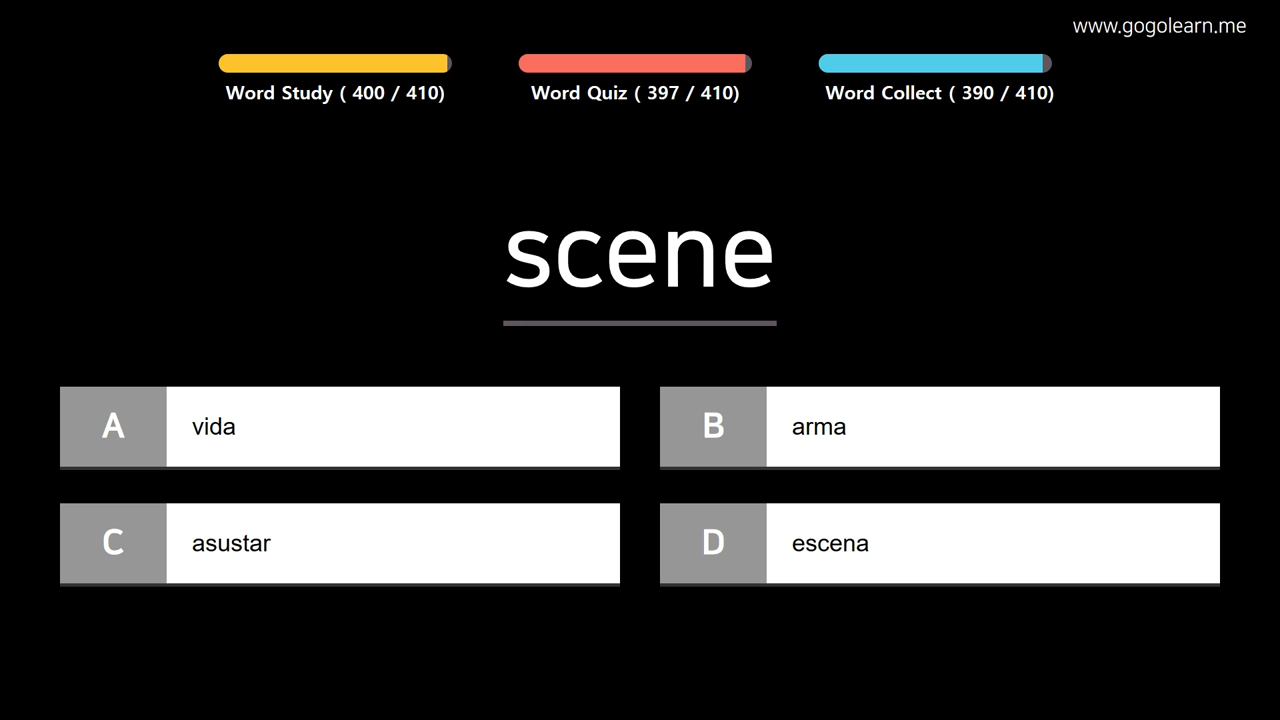 www.gogolearn.me
Word Study ( 400 / 410)
Word Quiz ( 397 / 410)
Word Collect ( 390 / 410)
scene
A vida
B arma
C asustar
D escena